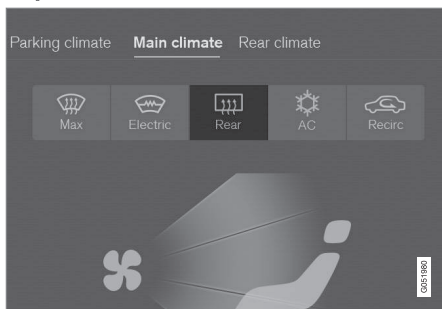 Parking climate Main climate Rear climate
Max Electric Rear AC Recirc
G051980